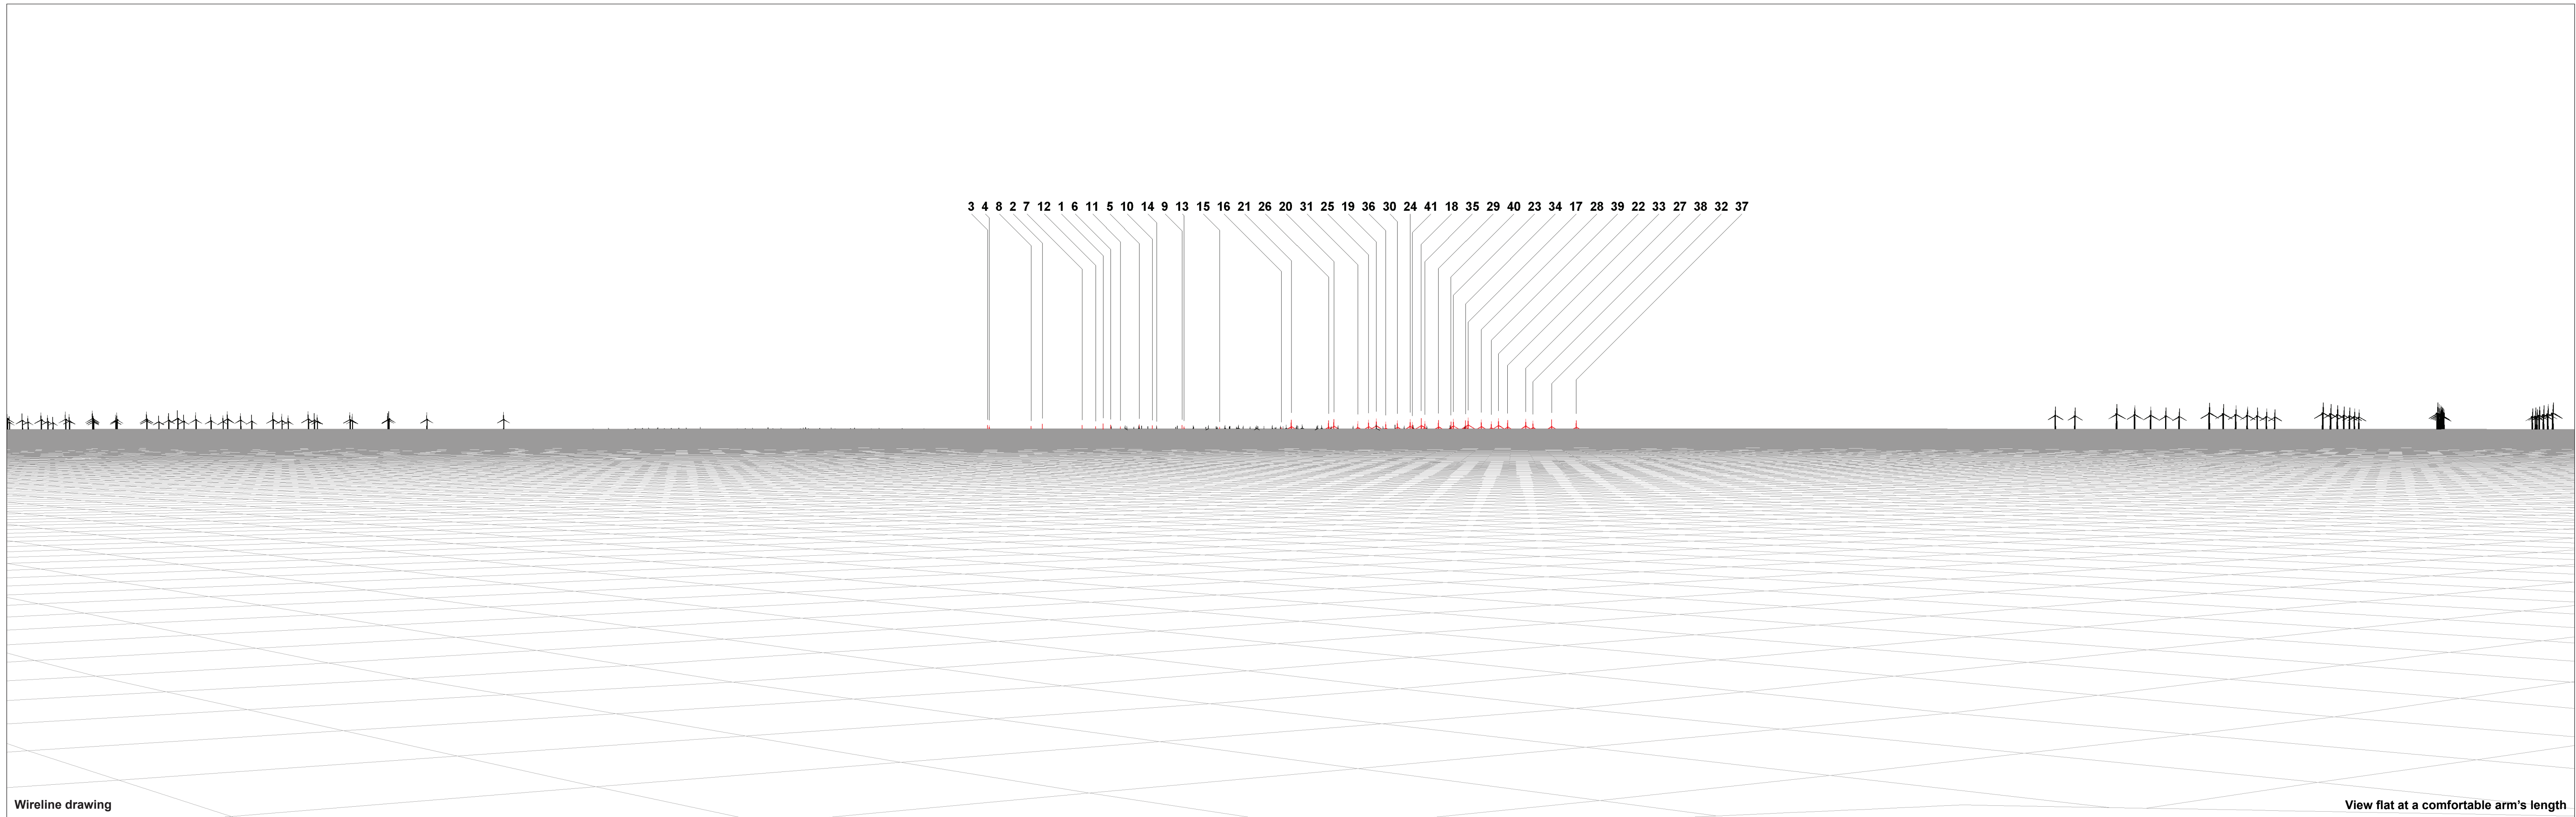 3 4 8 2 7 12 1 6 11 5 10 14 9 13 15 16 21 26 20 31 25 19 36 30 24 41 18 35 29 40 23 34 17 28 39 22 33 27 38 32 37
Wireline drawing
View flat at a comfortable arm's length